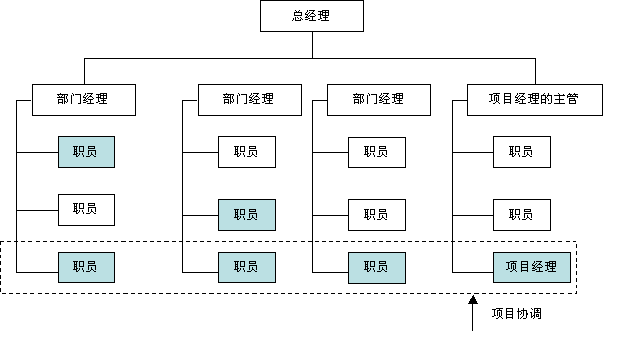 总经理
部门经理 部门经理 部门经理 项目经理的主管
职员 职员 职员 职员
职员 职员 职员 职员
职员 职员 职员 项目经理
项目协调